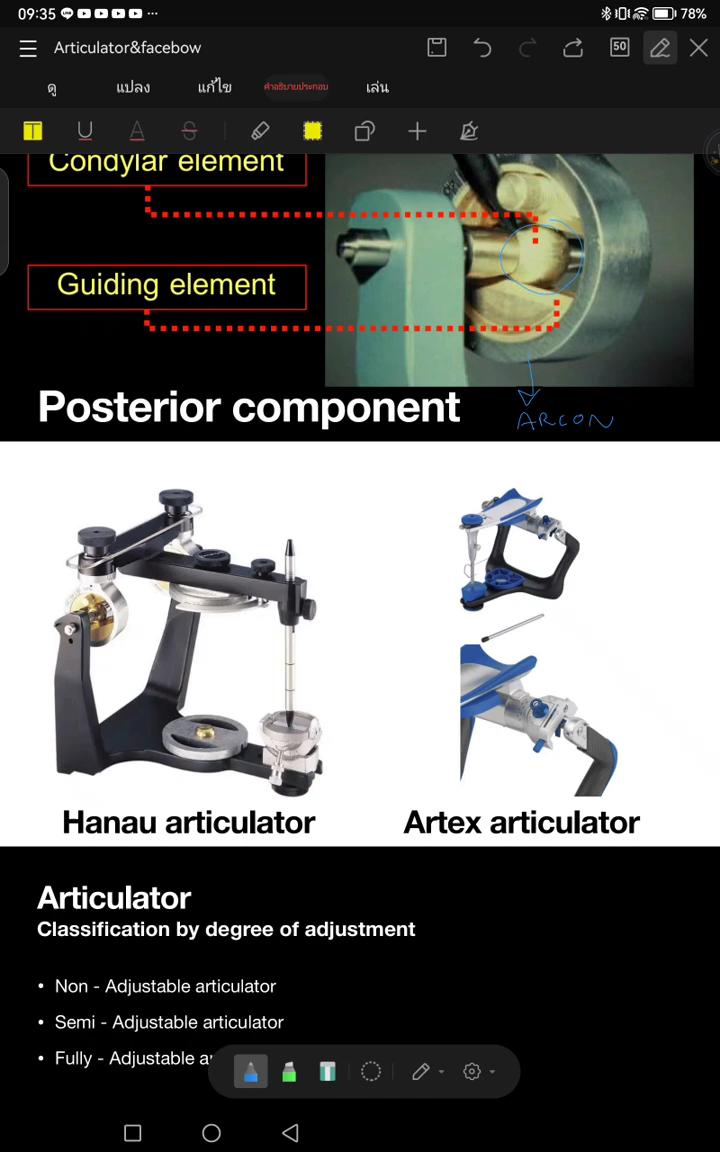 09:35
78%
Articulator&facebow
50
ดู
แปลง
แก้ไข
คำอธิบายประกอบ
เล่น
T U A S
Condylar element
Guiding element
Posterior component
ARCON
Hanau articulator
Artex articulator
Articulator
Classification by degree of adjustment
• Non - Adjustable articulator
• Semi - Adjustable articulator
• Fully - Adjustable